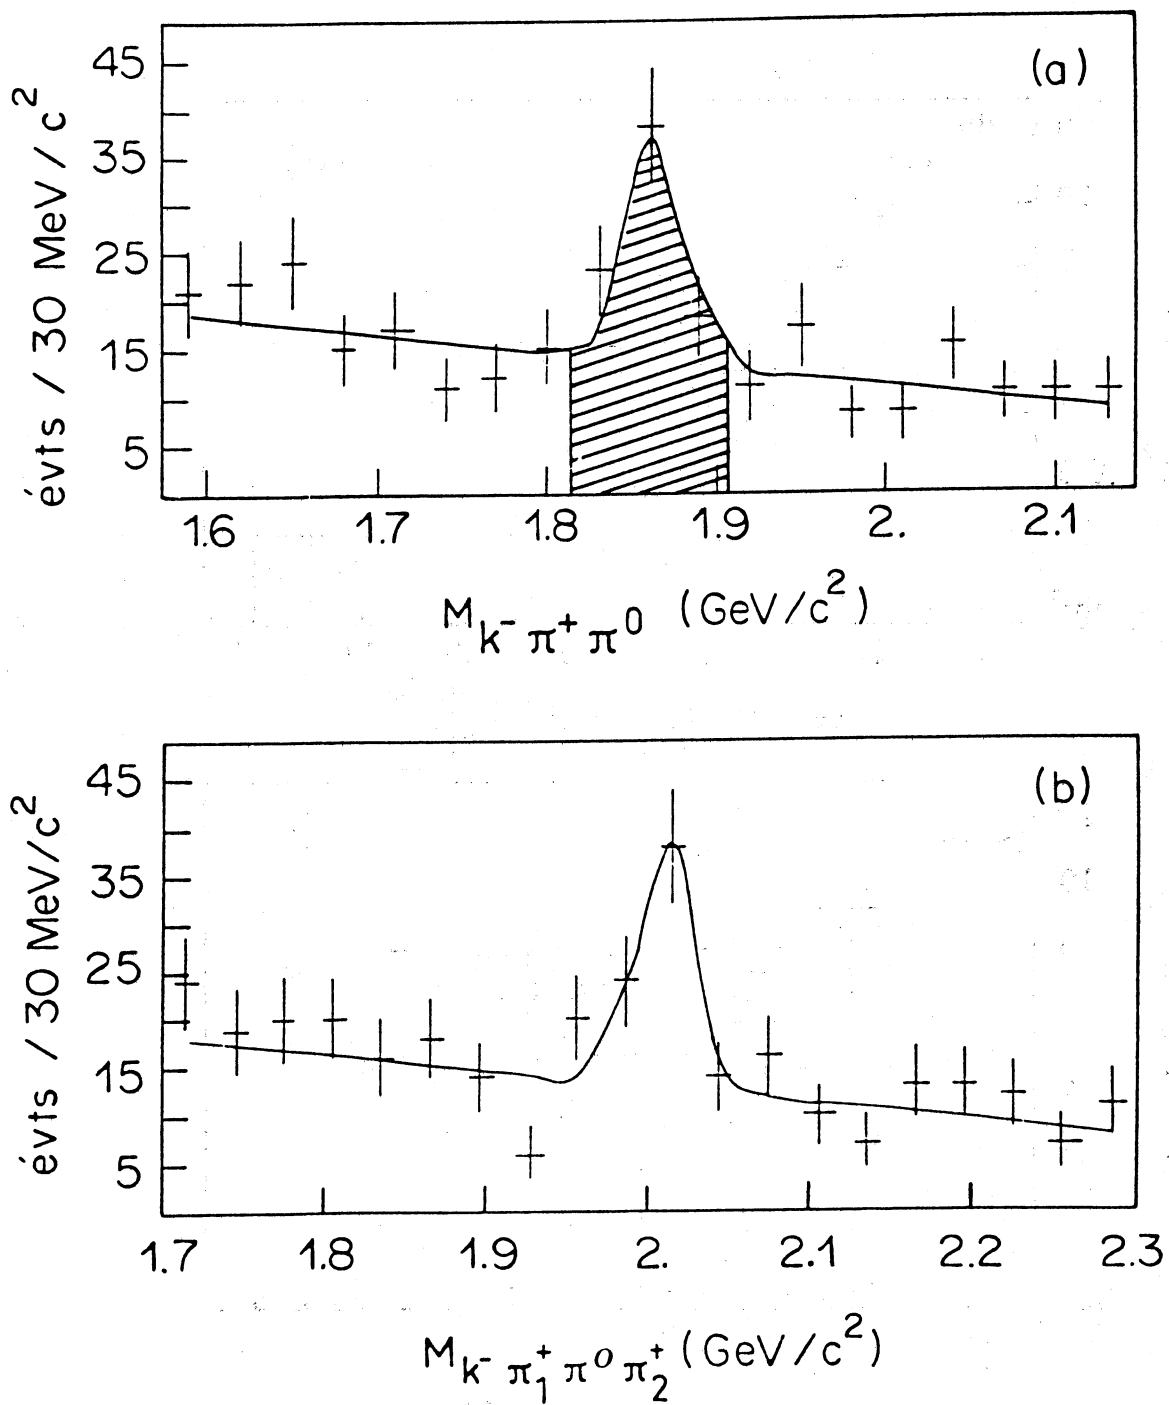 (a)
évts / 30 MeV / c²
45
35
25
15
5
1.6 1.7 1.8 1.9 2. 2.1
M k⁻ π⁺ π⁰ (GeV/c²)
(b)
évts / 30 MeV/c²
45
35
25
15
5
1.7 1.8 1.9 2. 2.1 2.2 2.3
M k⁻ π₁⁺ π⁰ π₂⁺ (GeV/c²)